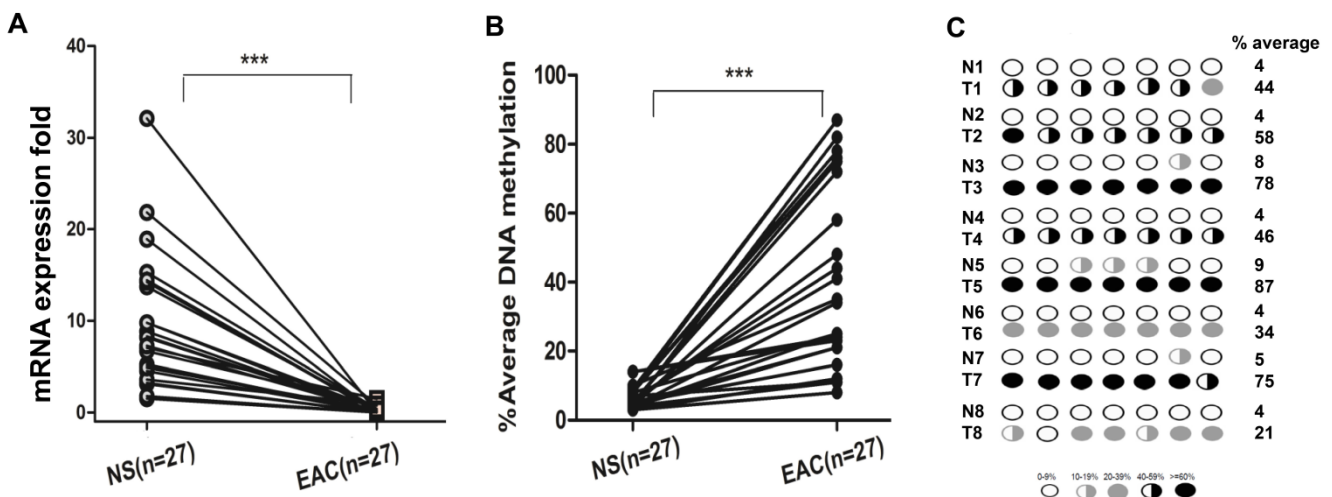 A
mRNA expression fold
40
30
20
10
0
***
NS(n=27)
EAC(n=27)
B
%Average DNA methylation
100
80
60
40
20
0
***
NS(n=27)
EAC(n=27)
C
% average
N1 4
T1 44
N2 4
T2 58
N3 8
T3 78
N4 4
T4 46
N5 9
T5 87
N6 4
T6 34
N7 5
T7 75
N8 4
T8 21
0-9% 10-19% 20-39% 40-59% >=60%